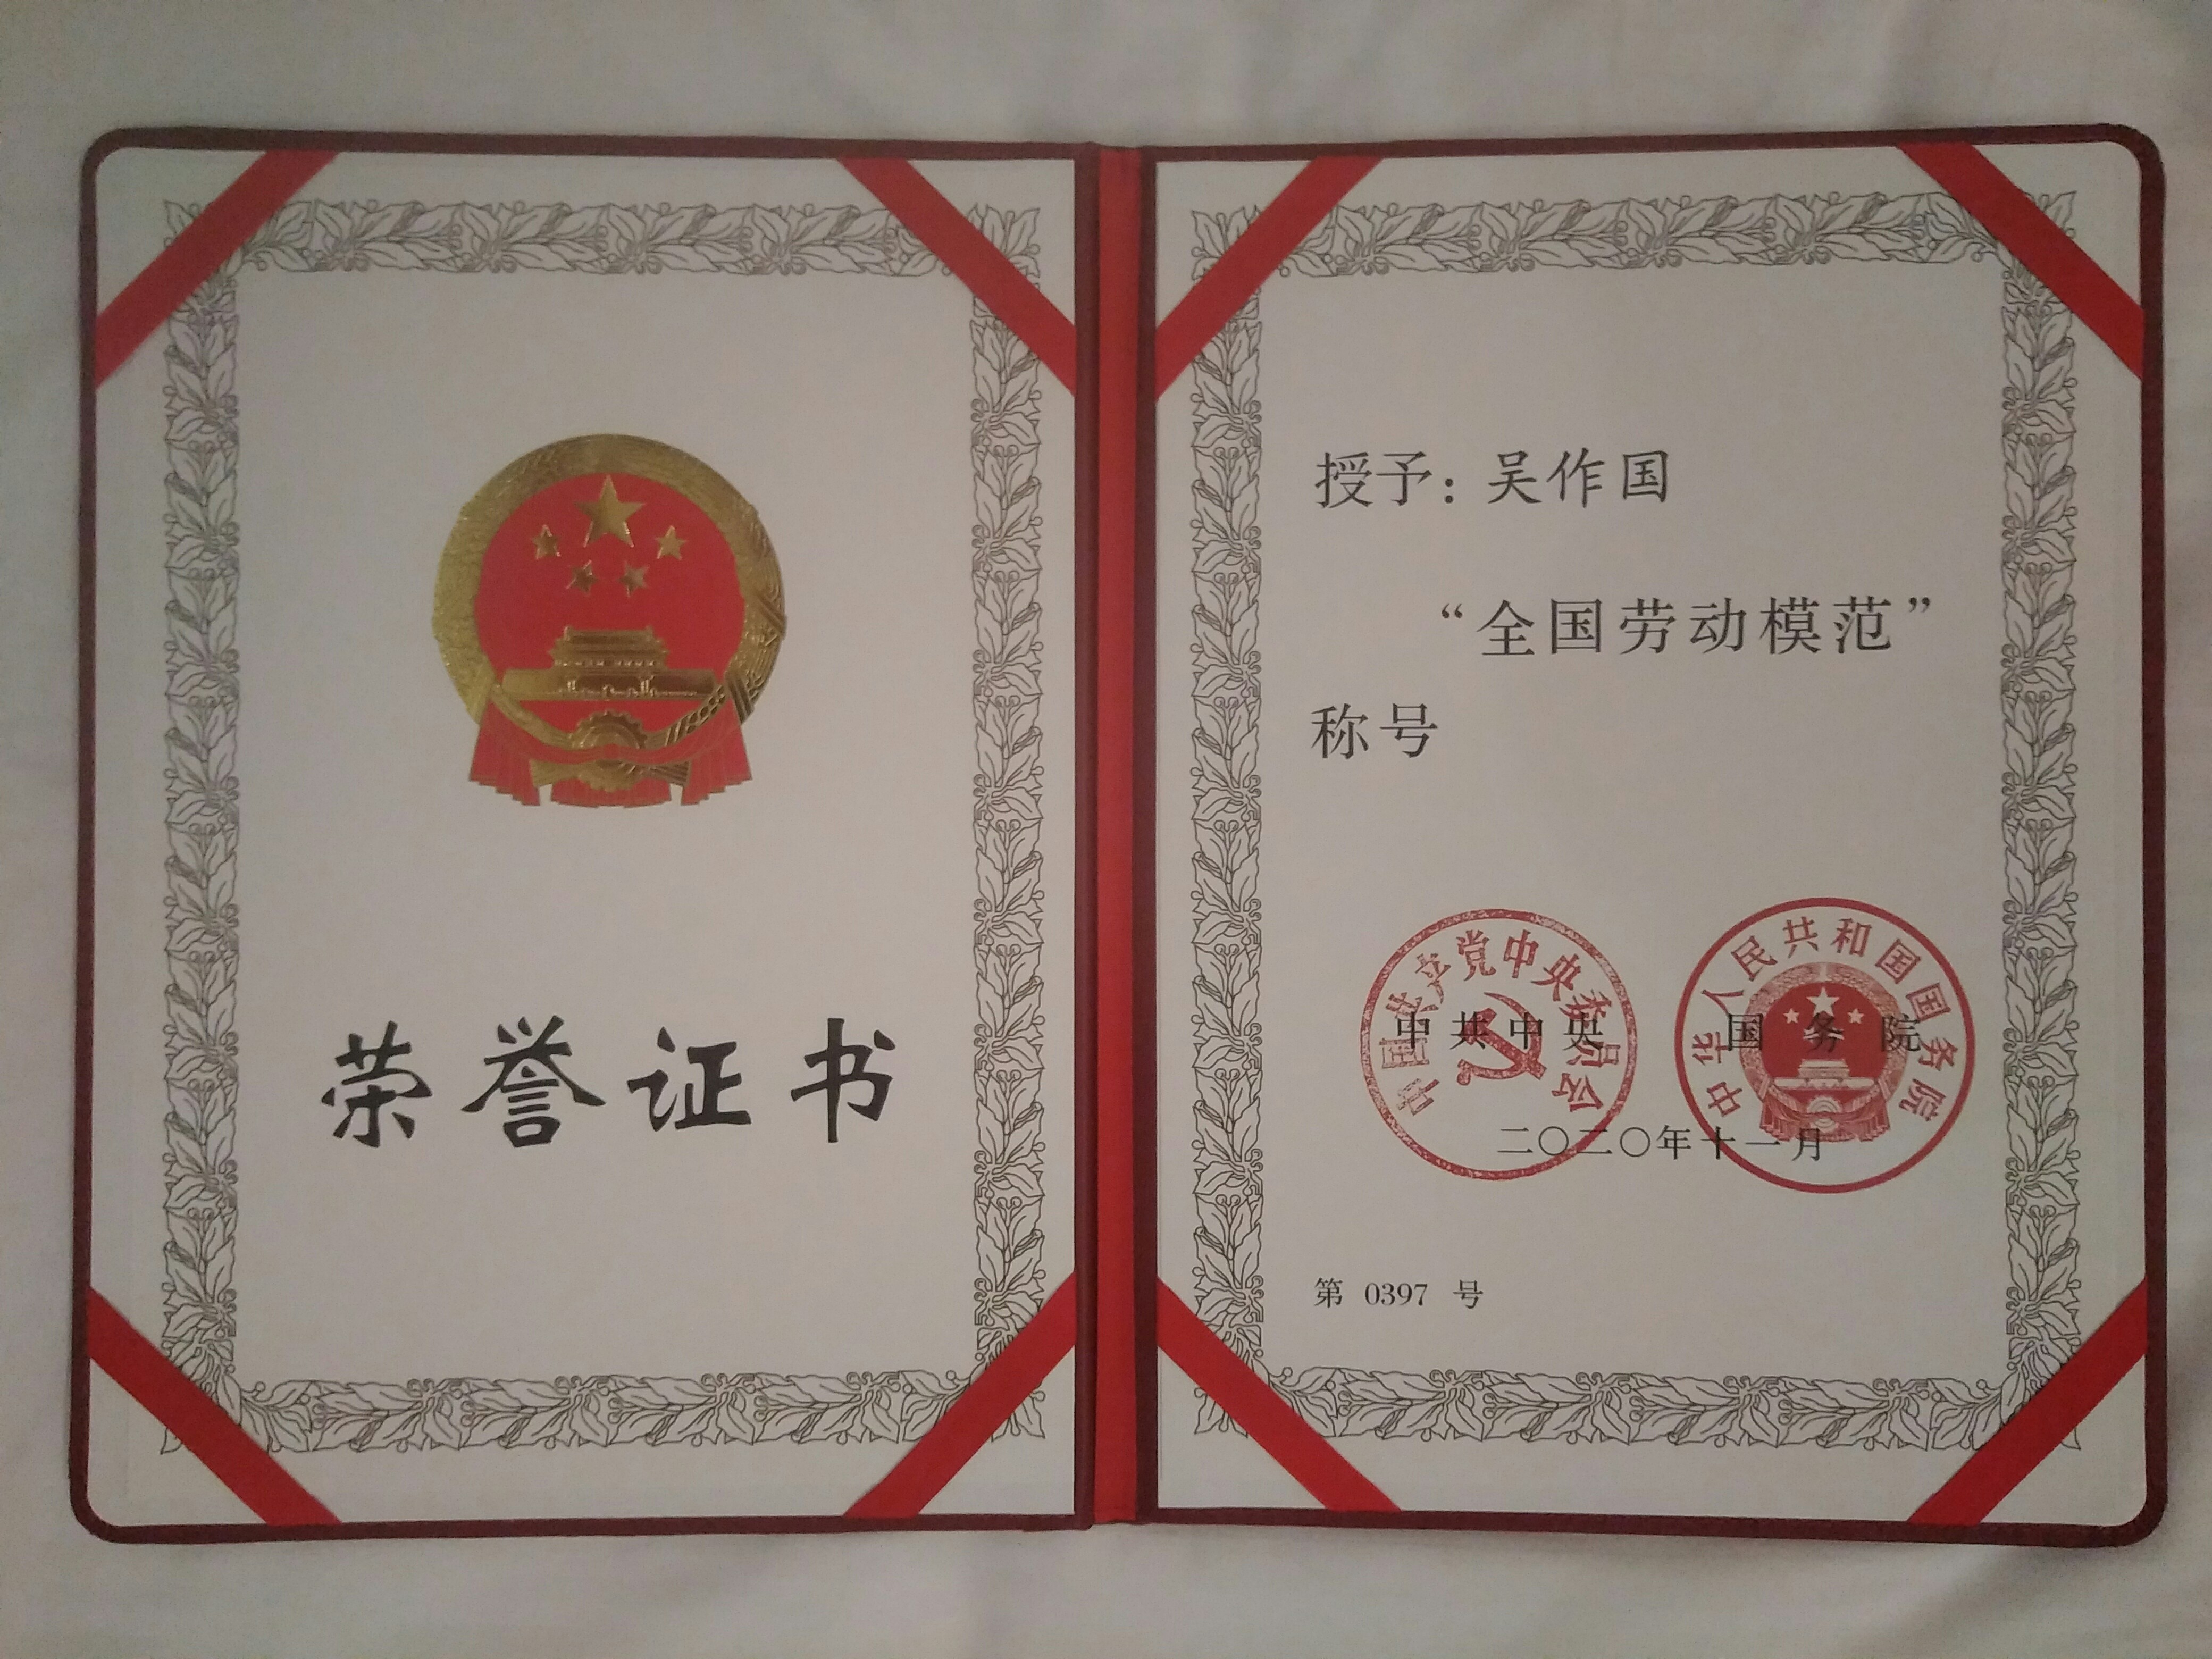 荣誉证书
授予：吴作国
“全国劳动模范”
称号
中国共产党中央委员会
中华人民共和国国务院
中共中央 国务院
二〇二〇年十一月
第 0397 号